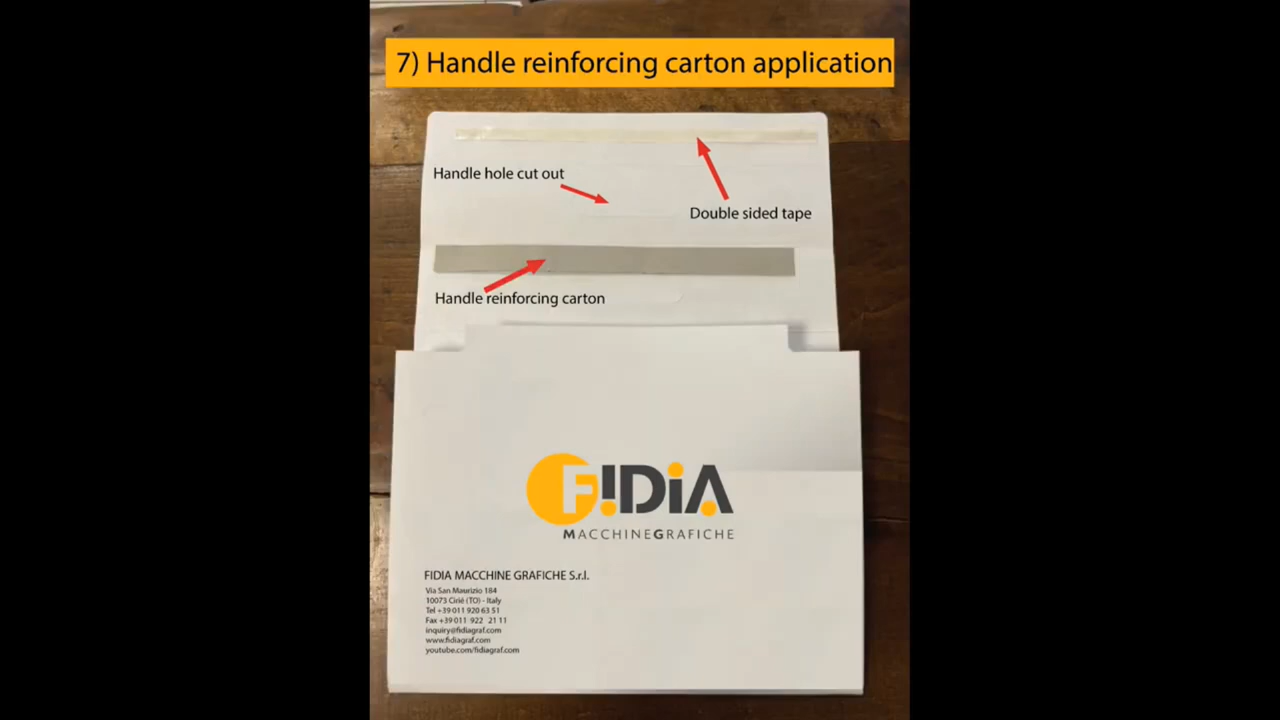 7) Handle reinforcing carton application
Handle hole cut out
Double sided tape
Handle reinforcing carton
FiDiA
MACCHINEGRAFICHE
FIDIA MACCHINE GRAFICHE S.r.l.
Via San Maurizio 184
10073 Cirié (TO) - Italy
Tel +39 011 920 63 51
Fax +39 011 922 21 11
inquiry@fidiagraf.com
www.fidiagraf.com
youtube.com/fidiagraf.com